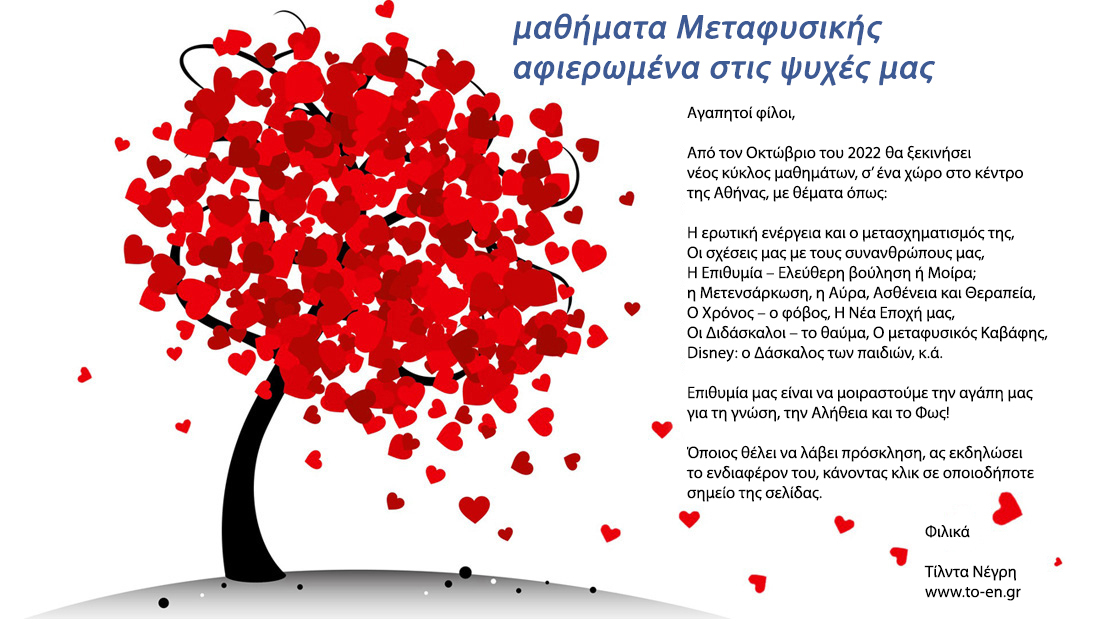 μαθήματα Μεταφυσικής
αφιερωμένα στις ψυχές μας
Αγαπητοί φίλοι,
Από τον Οκτώβριο του 2022 θα ξεκινήσει
νέος κύκλος μαθημάτων, σ’ ένα χώρο στο κέντρο
της Αθήνας, με θέματα όπως:
Η ερωτική ενέργεια και ο μετασχηματισμός της,
Οι σχέσεις μας με τους συνανθρώπους μας,
Η Επιθυμία – Ελεύθερη βούληση ή Μοίρα;
η Μετενσάρκωση, η Αύρα, Ασθένεια και Θεραπεία,
Ο Χρόνος – ο φόβος, Η Νέα Εποχή μας,
Οι Διδάσκαλοι – το θαύμα, Ο μεταφυσικός Καβάφης,
Disney: ο Δάσκαλος των παιδιών, κ.ά.
Επιθυμία μας είναι να μοιραστούμε την αγάπη μας
για τη γνώση, την Αλήθεια και το Φως!
Όποιος θέλει να λάβει πρόσκληση, ας εκδηλώσει
το ενδιαφέρον του, κάνοντας κλικ σε οποιοδήποτε
σημείο της σελίδας.
Φιλικά
Τίλντα Νέγρη
www.to-en.gr